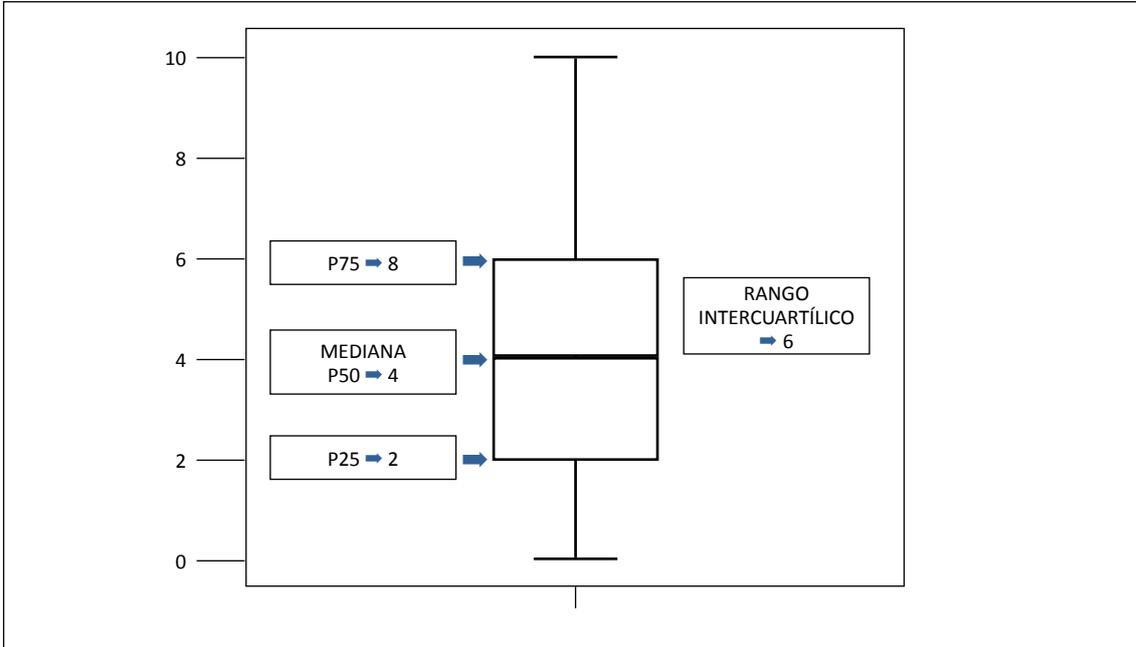 10
8
6
P75 ➡ 8
RANGO
INTERCUARTÍLICO
➡ 6
MEDIANA
P50 ➡ 4
4
P25 ➡ 2
2
0